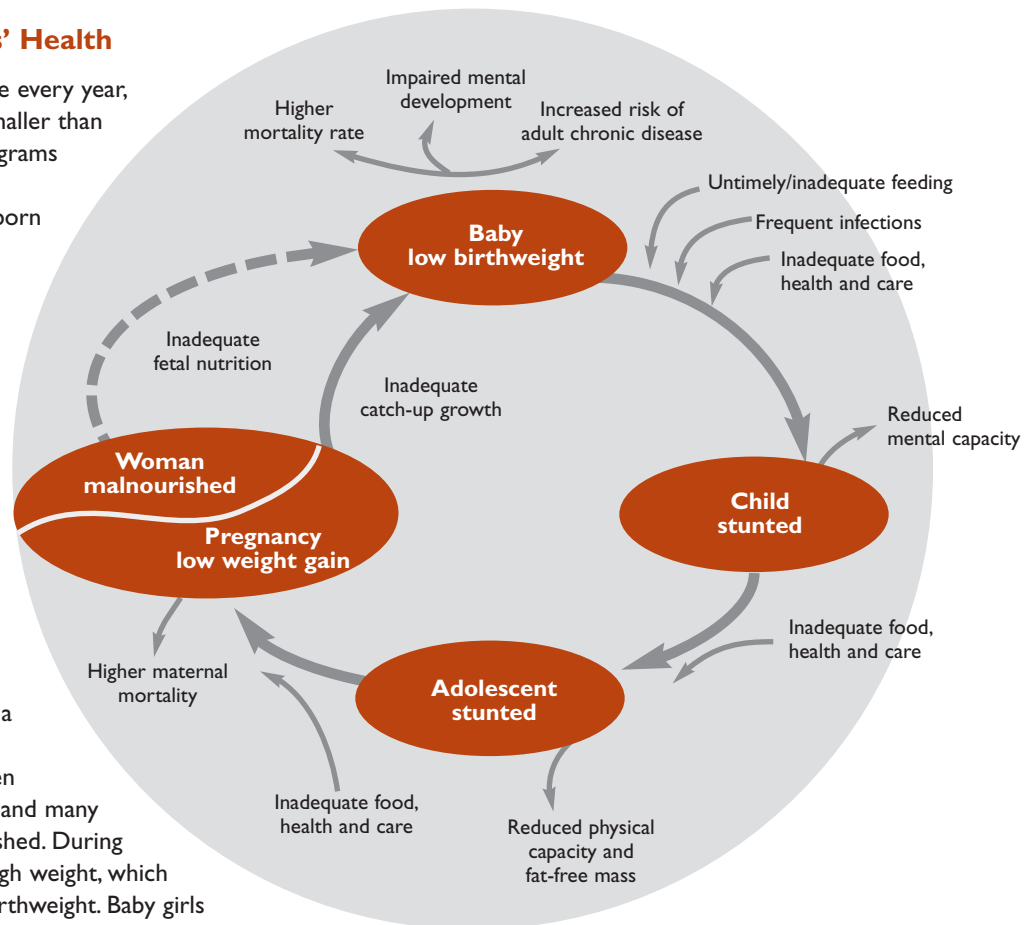 s’ Health
e every year,
naller than
grams
born
Impaired mental
development
Higher
mortality rate
Increased risk of
adult chronic disease
Untimely/inadequate feeding
Frequent infections
Inadequate food,
health and care
Baby
low birthweight
Inadequate
fetal nutrition
Inadequate
catch-up growth
Reduced
mental capacity
Woman
malnourished
Pregnancy
low weight gain
Child
stunted
Inadequate food,
health and care
Higher maternal
mortality
Adolescent
stunted
Inadequate food,
health and care
Reduced physical
capacity and
fat-free mass
a
en
and many
shed. During
gh weight, which
rthweight. Baby girls